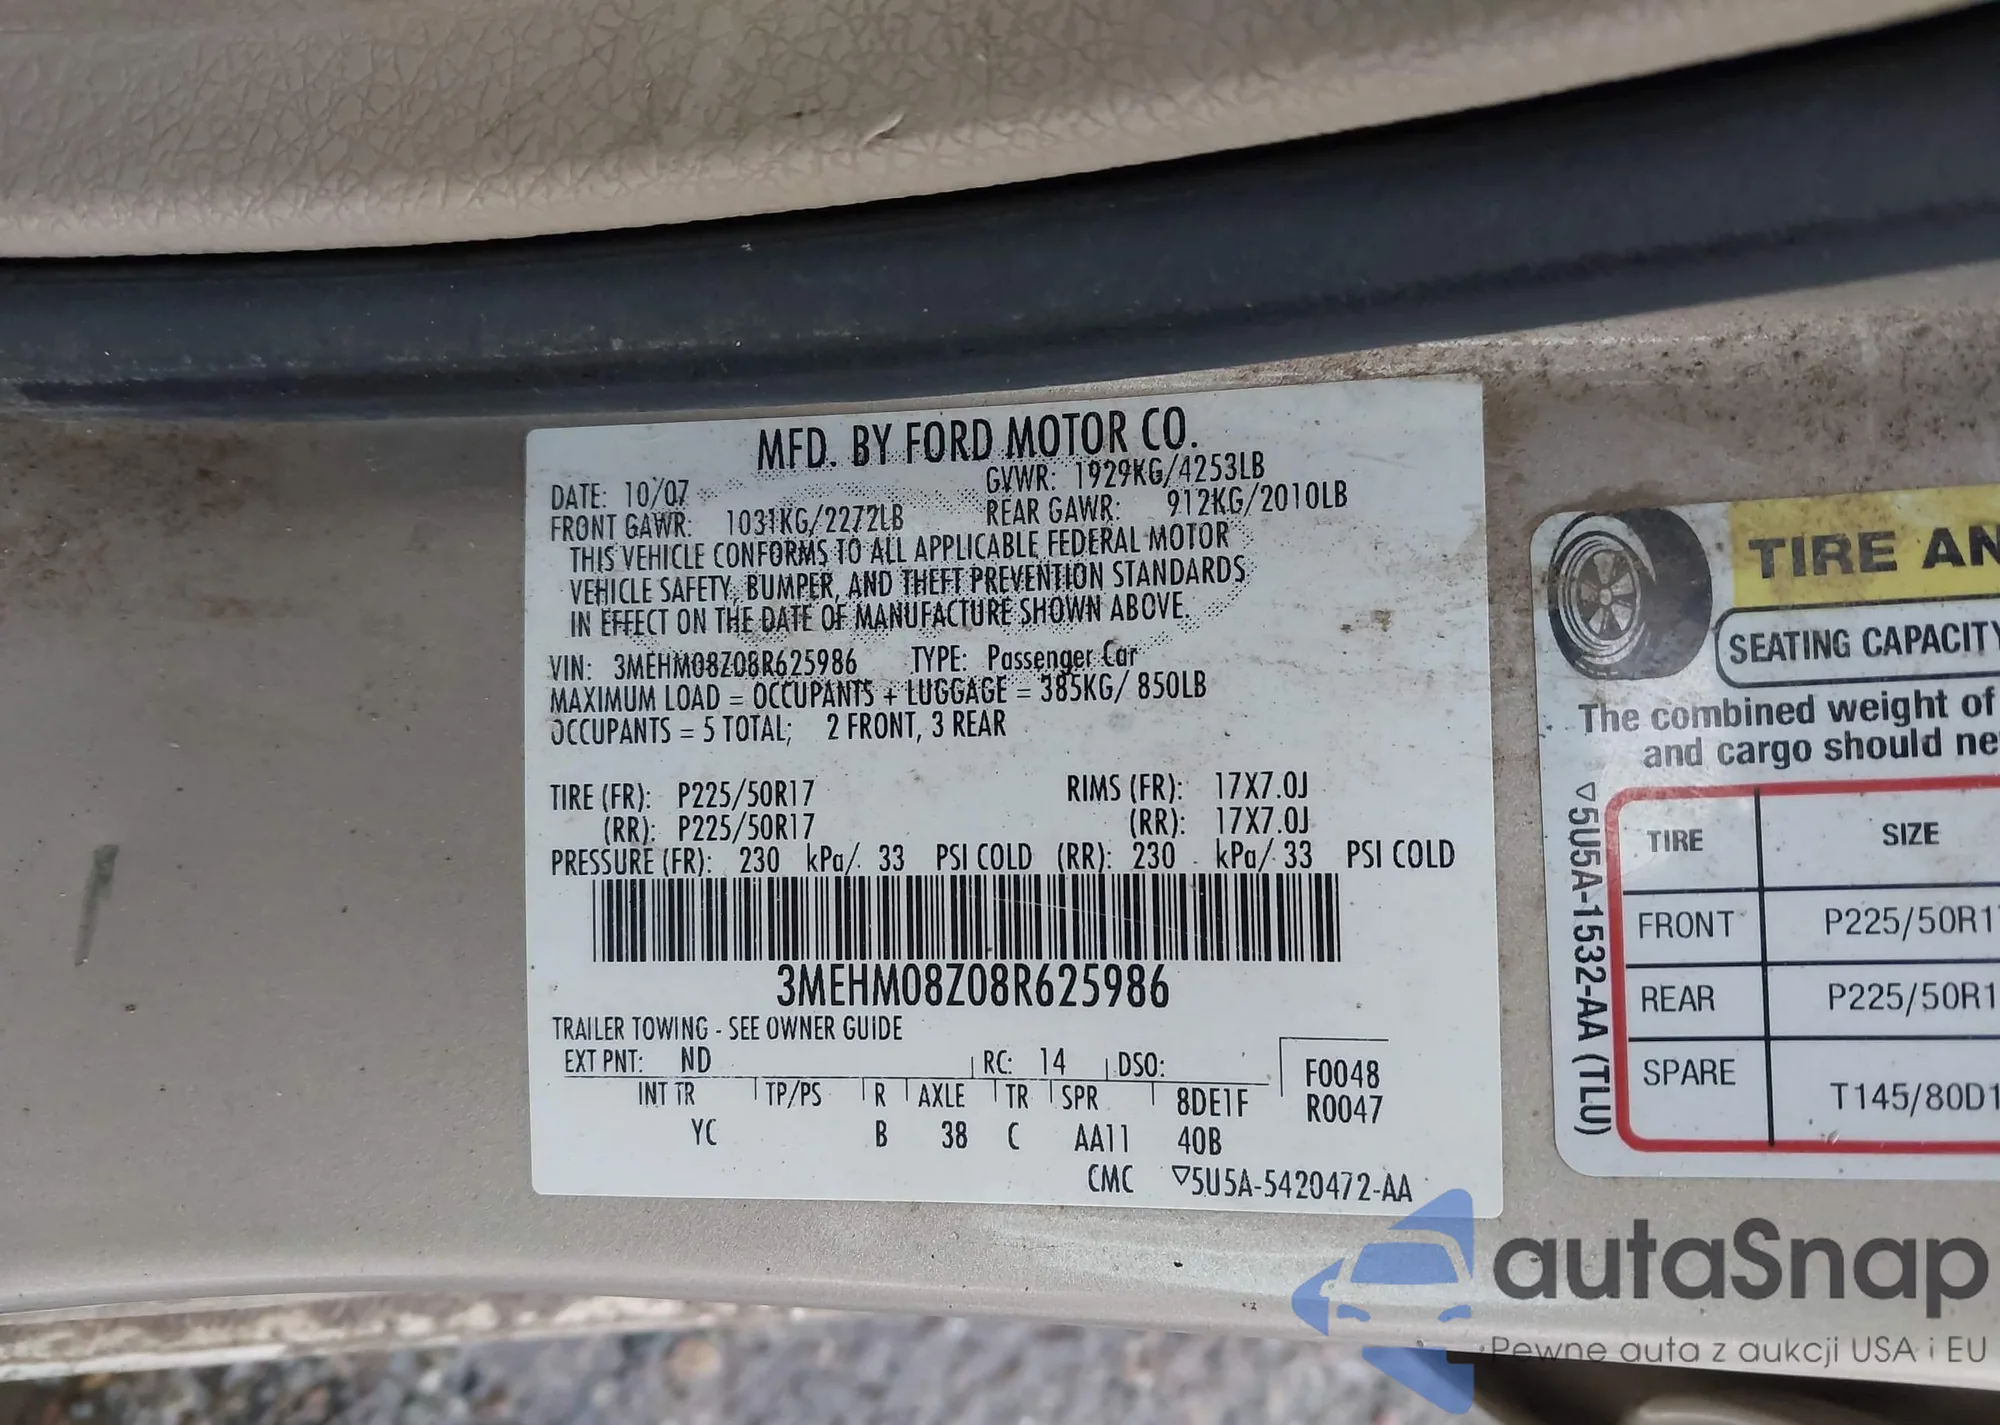 MFD. BY FORD MOTOR CO.
DATE: 10/07 GVWR: 1929KG/4253LB
FRONT GAWR: 1031KG/2272LB REAR GAWR: 912KG/2010LB
THIS VEHICLE CONFORMS TO ALL APPLICABLE FEDERAL MOTOR
VEHICLE SAFETY, BUMPER, AND THEFT PREVENTION STANDARDS
IN EFFECT ON THE DATE OF MANUFACTURE SHOWN ABOVE.
VIN: 3MEHM08Z08R625986 TYPE: Passenger Car
MAXIMUM LOAD = OCCUPANTS + LUGGAGE = 385KG/ 850LB
OCCUPANTS = 5 TOTAL; 2 FRONT, 3 REAR
TIRE (FR): P225/50R17 RIMS (FR): 17X7.0J
(RR): P225/50R17 (RR): 17X7.0J
PRESSURE (FR): 230 kPa/ 33 PSI COLD (RR): 230 kPa/ 33 PSI COLD
3MEHM08Z08R625986
TRAILER TOWING - SEE OWNER GUIDE
EXT PNT: ND RC: 14 DSO: F0048
INT TR TP/PS R AXLE TR SPR 8DE1F R0047
YC B 38 C AA11 40B
CMC ▽5U5A-5420472-AA
TIRE AN
SEATING CAPACITY
The combined weight of
and cargo should ne
▽5U5A-1532-AA (TLU)
TIRE SIZE
FRONT P225/50R17
REAR P225/50R1
SPARE T145/80D1
autaSnap
Pewne auta z aukcji USA i EU